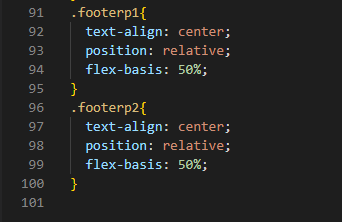 91 .footerp1{
92 text-align: center;
93 position: relative;
94 flex-basis: 50%;
95 }
96 .footerp2{
97 text-align: center;
98 position: relative;
99 flex-basis: 50%;
100 }
101